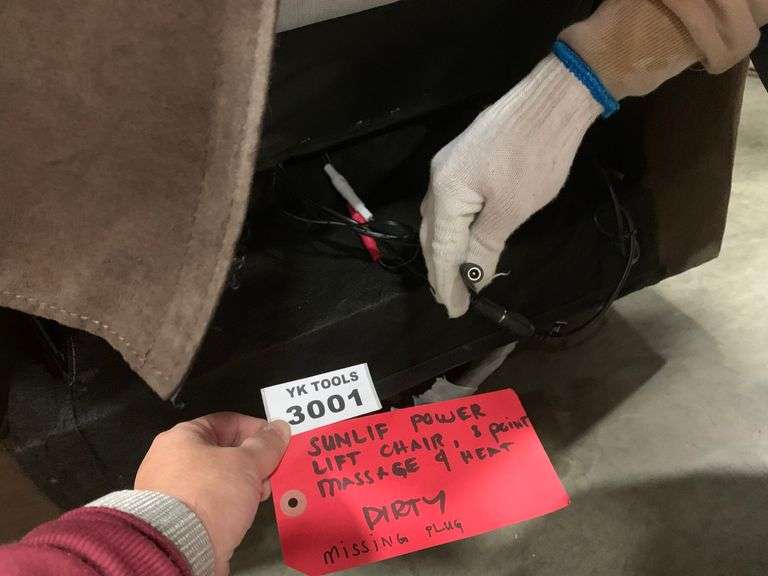 YK TOOLS
3001
SUNLIF POWER
LIFT CHAIR, 8 POINT
MASSAGE & HEAT
DIRTY
MISSING PLUG